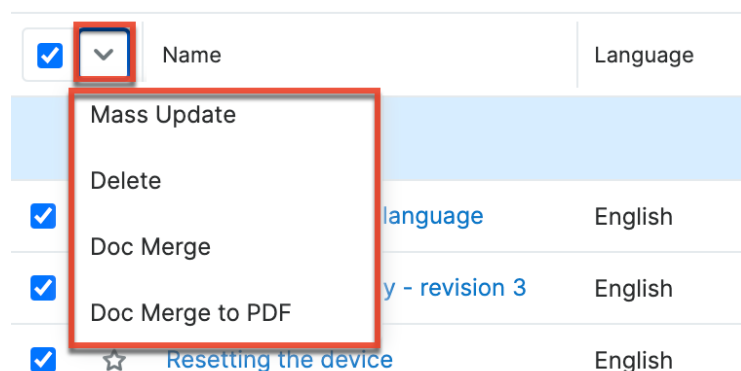 Name Language
Mass Update
Delete
language English
Doc Merge
y - revision 3 English
Doc Merge to PDF
Resetting the device English